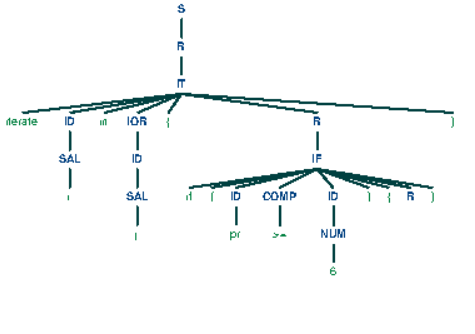 S
R
IT
iterate ID in IOR { R }
SAL ID IF
SAL if ( ID COMP ID ) { R }
pr NUM
6